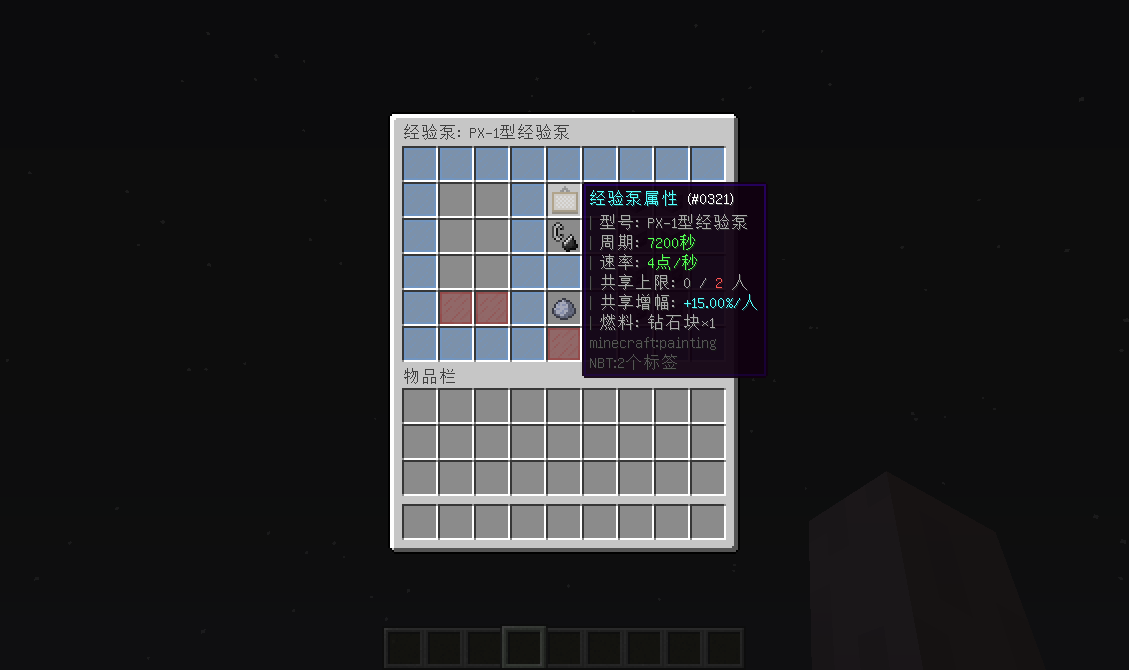 经验泵: PX-1型经验泵
经验泵属性 (#0321)
| 型号: PX-1型经验泵
| 周期: 7200秒
| 速率: 4点/秒
| 共享上限: 0 / 2 人
| 共享增幅: +15.00%/人
| 燃料: 钻石块×1
minecraft:painting
NBT:2个标签
物品栏